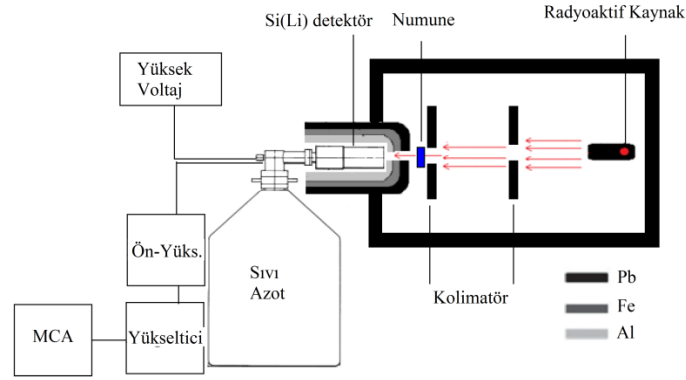 Si(Li) detektör
Numune
Radyoaktif Kaynak
Yüksek
Voltaj
Ön-Yüks.
Sıvı
Azot
Kolimatör
Pb
Fe
Al
MCA
Yükseltici